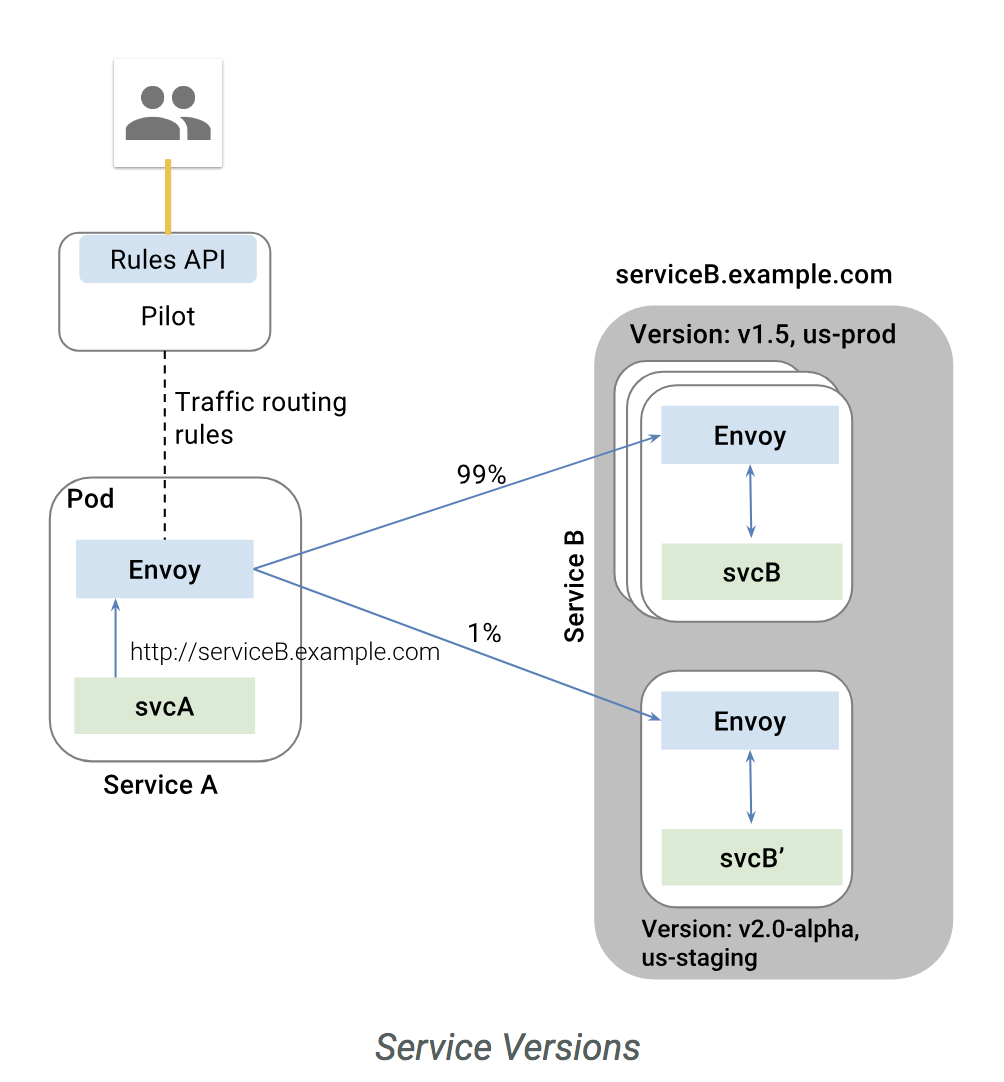 Rules API
Pilot
Traffic routing
rules
Pod
Envoy
http://serviceB.example.com
svcA
Service A
99%
1%
serviceB.example.com
Version: v1.5, us-prod
Service B
Envoy
svcB
Envoy
svcB’
Version: v2.0-alpha,
us-staging
Service Versions